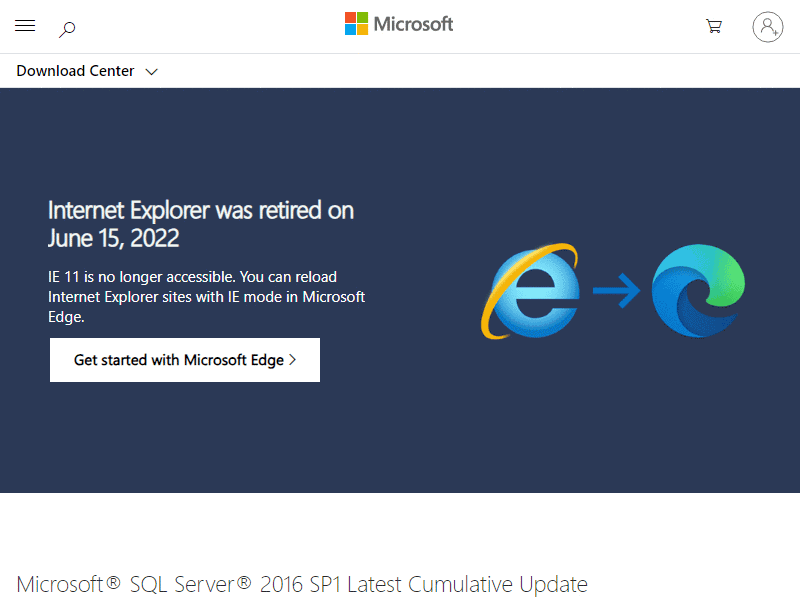 Microsoft
Download Center
Internet Explorer was retired on
June 15, 2022
IE 11 is no longer accessible. You can reload
Internet Explorer sites with IE mode in Microsoft
Edge.
Get started with Microsoft Edge
Microsoft® SQL Server® 2016 SP1 Latest Cumulative Update